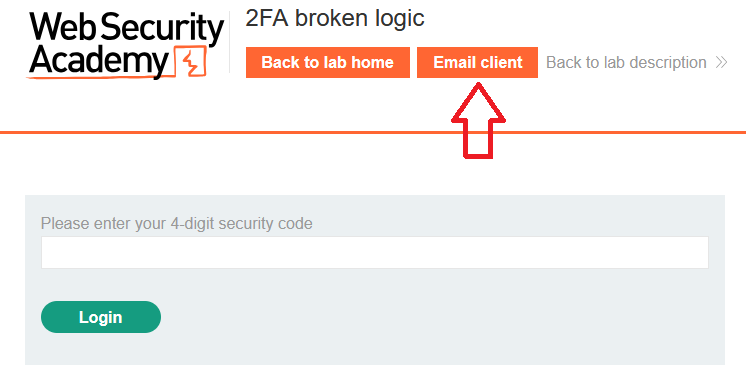 Web Security
Academy
2FA broken logic
Back to lab home
Email client
Back to lab description
Please enter your 4-digit security code
Login